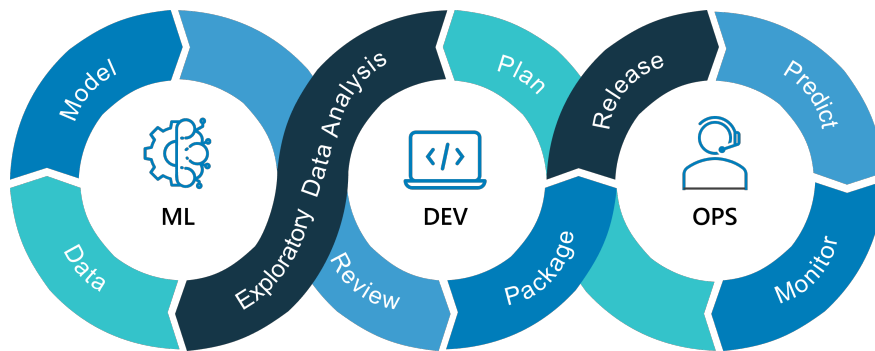 Model
ML
Data
Exploratory Data Analysis
Plan
DEV
Review
Package
Release
Predict
OPS
Monitor